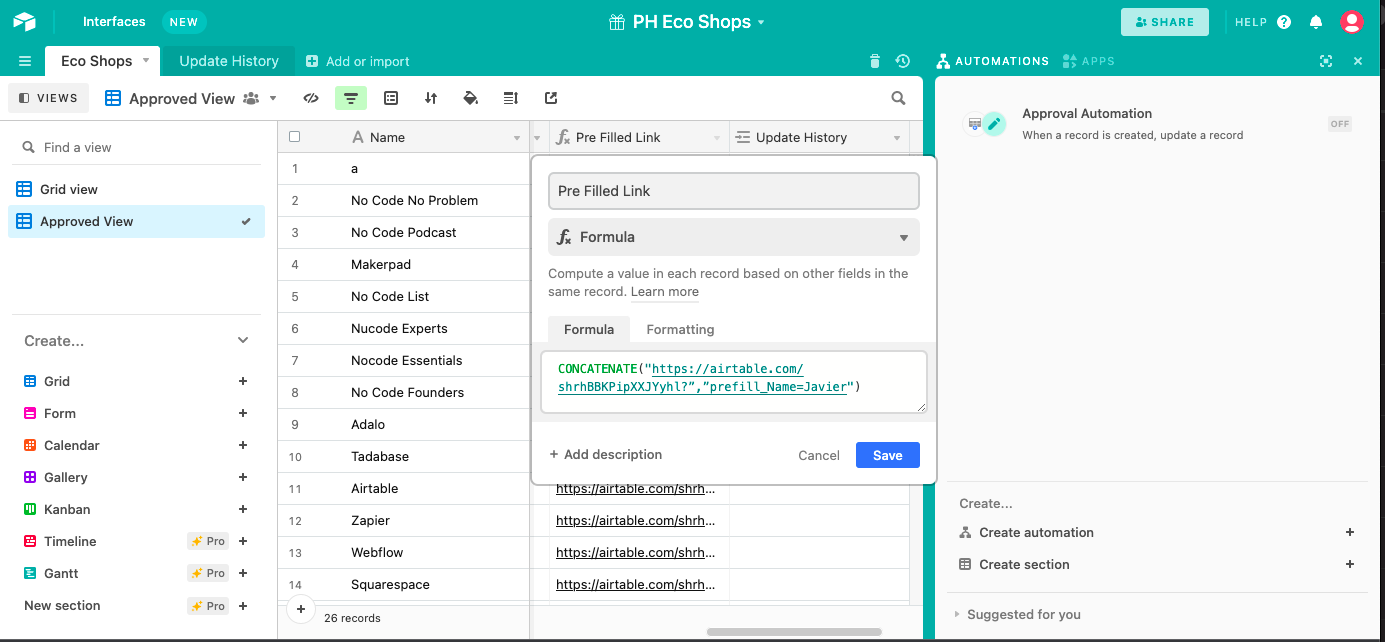 Interfaces NEW PH Eco Shops SHARE HELP
Eco Shops Update History Add or import AUTOMATIONS APPS
VIEWS Approved View
Find a view
Grid view
Approved View
Create...
Grid
Form
Calendar
Gallery
Kanban
Timeline Pro
Gantt Pro
New section Pro
Name Pre Filled Link Update History
1 a
2 No Code No Problem
3 No Code Podcast
4 Makerpad
5 No Code List
6 Nucode Experts
7 Nocode Essentials
8 No Code Founders
9 Adalo
10 Tadabase
11 Airtable https://airtable.com/shrh...
12 Zapier https://airtable.com/shrh...
13 Webflow https://airtable.com/shrh...
14 Squarespace https://airtable.com/shrh...
26 records
Pre Filled Link
Formula
Compute a value in each record based on other fields in the
same record. Learn more
Formula Formatting
CONCATENATE("https://airtable.com/
shrhBBKPipXXJYyhl?”,”prefill_Name=Javier")
+ Add description Cancel Save
Approval Automation
When a record is created, update a record
OFF
Create...
Create automation
Create section
Suggested for you